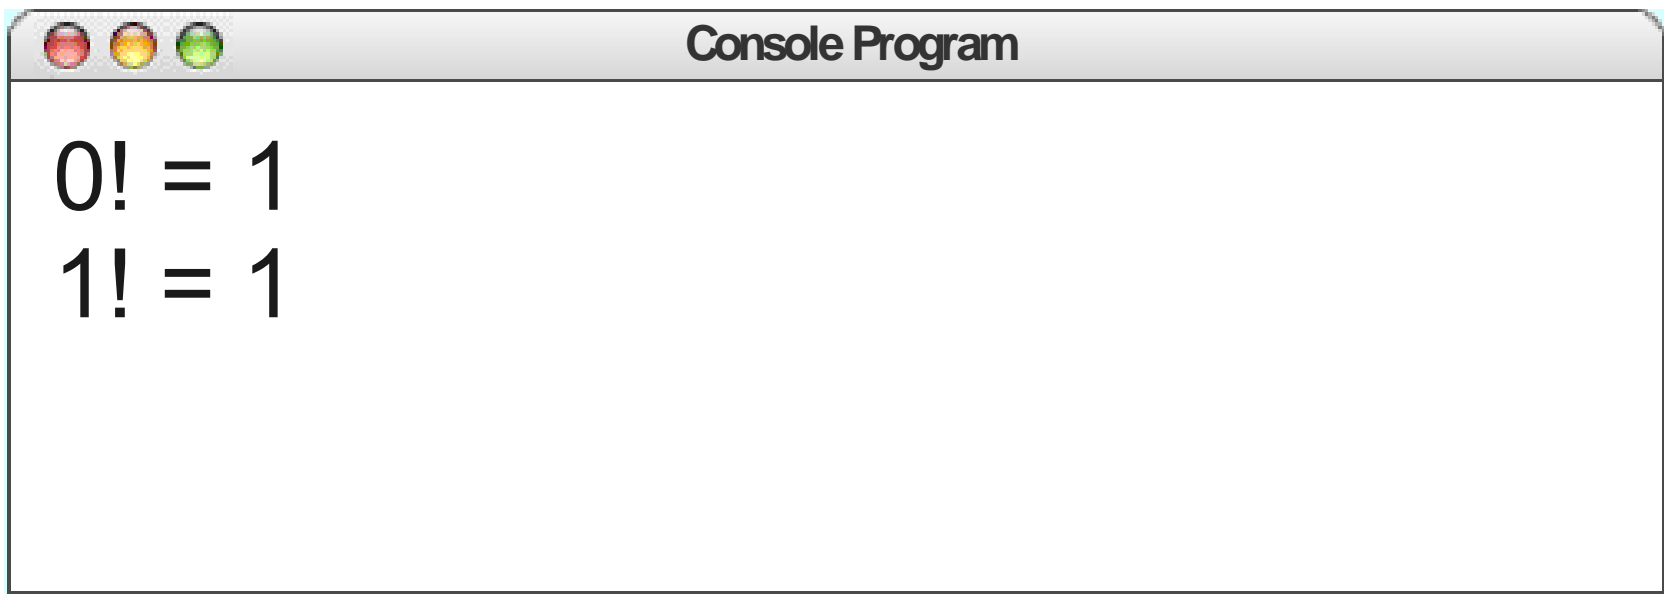 Console Program
0! = 1
1! = 1